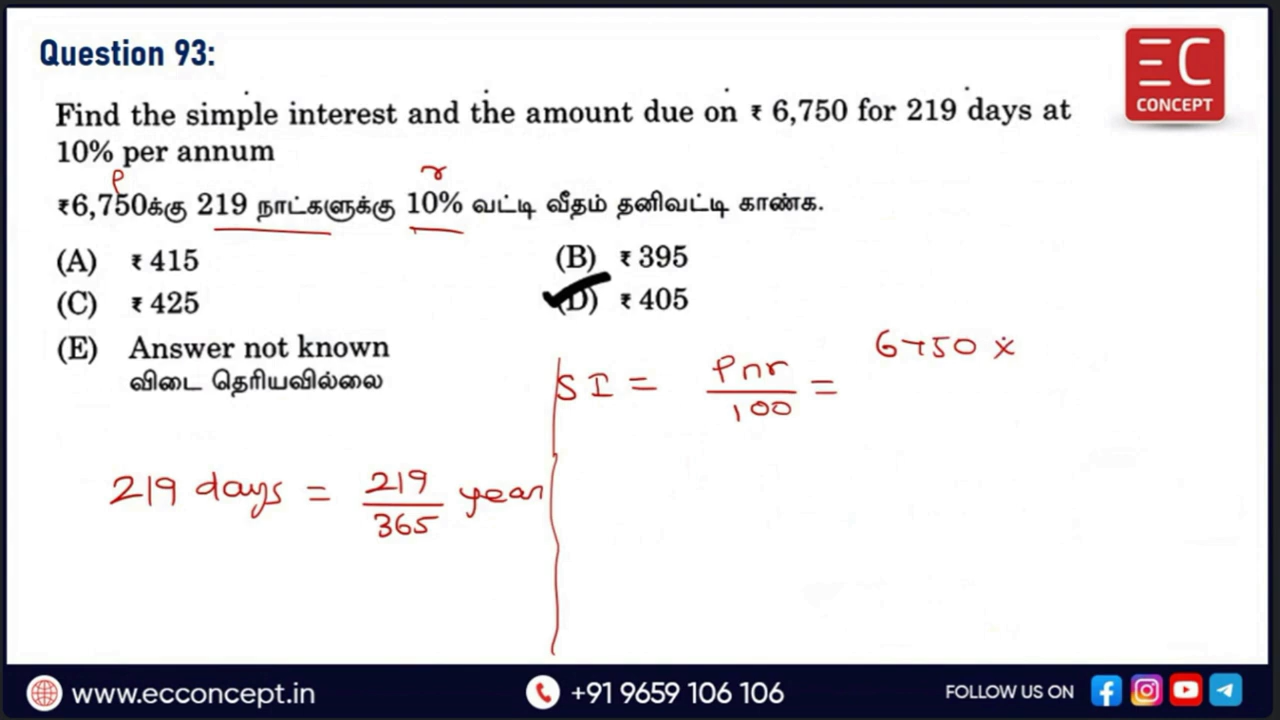 Question 93:
EC
CONCEPT
Find the simple interest and the amount due on ₹ 6,750 for 219 days at
10% per annum
P r
₹6,750க்கு 219 நாட்களுக்கு 10% வட்டி வீதம் தனிவட்டி காண்க.
(A) ₹ 415 (B) ₹ 395
(C) ₹ 425 (D) ₹ 405
(E) Answer not known
விடை தெரியவில்லை
SI = Pnr/100 = 6750 ×
219 days = 219/365 year
www.ecconcept.in +91 9659 106 106 FOLLOW US ON